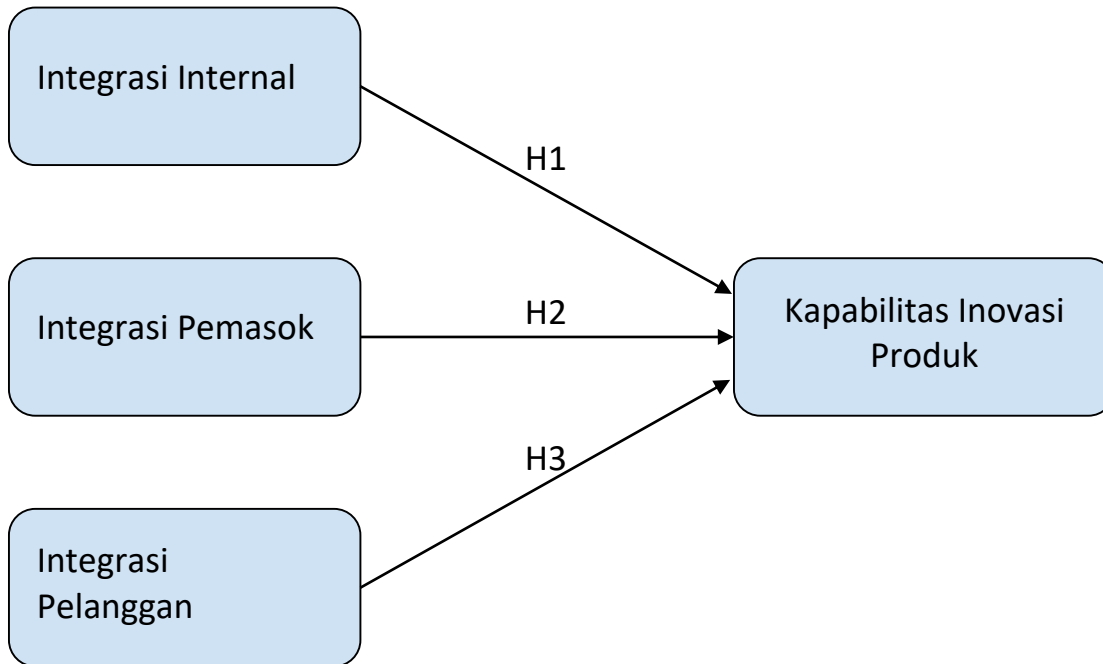 Integrasi Internal
H1
Integrasi Pemasok
H2
Kapabilitas Inovasi
Produk
H3
Integrasi
Pelanggan